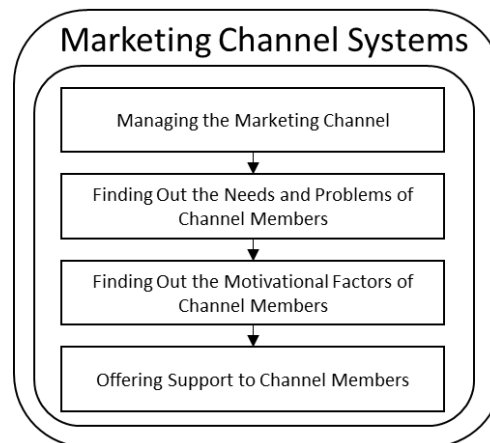 Marketing Channel Systems
Managing the Marketing Channel
Finding Out the Needs and Problems of
Channel Members
Finding Out the Motivational Factors of
Channel Members
Offering Support to Channel Members